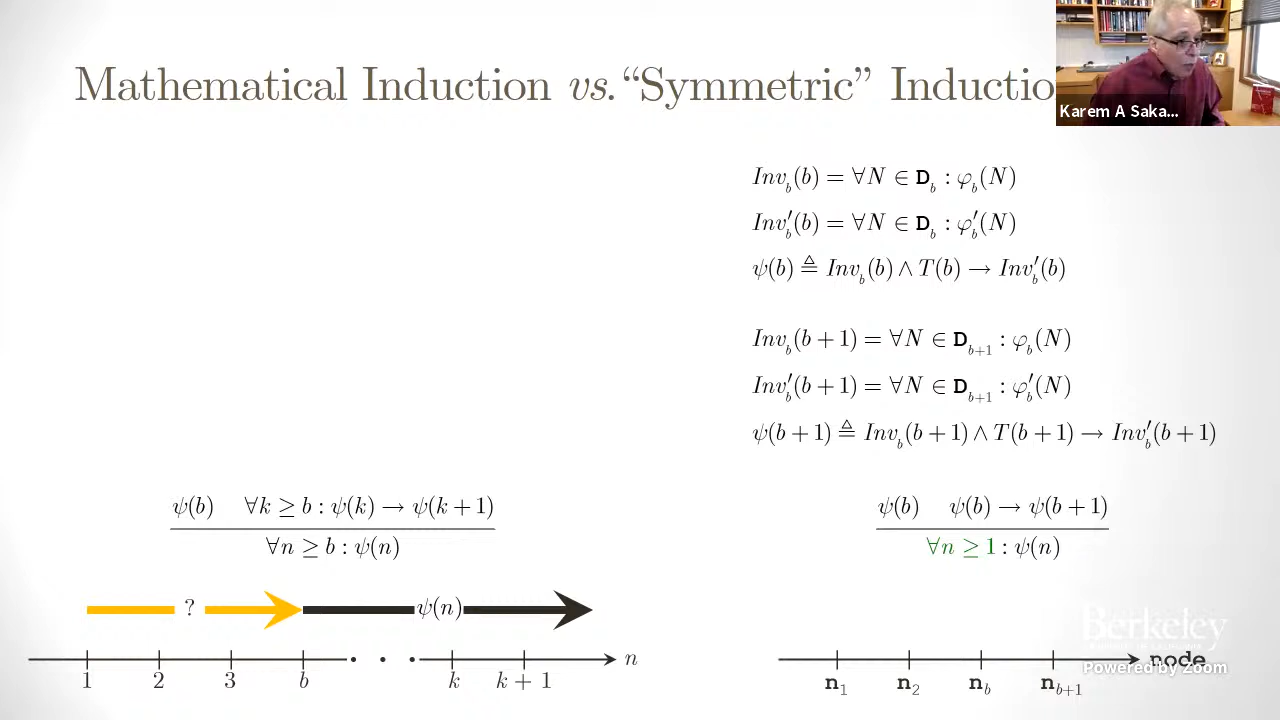 Mathematical Induction vs. “Symmetric” Inductio
Karem A Saka...
Inv_b(b) = ∀N ∈ D_b : φ_b(N)
Inv′_b(b) = ∀N ∈ D_b : φ′_b(N)
ψ(b) ≜ Inv_b(b) ∧ T(b) → Inv′_b(b)
Inv_b(b + 1) = ∀N ∈ D_{b+1} : φ_b(N)
Inv′_b(b + 1) = ∀N ∈ D_{b+1} : φ′_b(N)
ψ(b + 1) ≜ Inv_b(b + 1) ∧ T(b + 1) → Inv′_b(b + 1)
ψ(b) ∀k ≥ b : ψ(k) → ψ(k + 1)
∀n ≥ b : ψ(n)
? ψ(n)
n
1 2 3 b k k + 1
ψ(b) ψ(b) → ψ(b + 1)
∀n ≥ 1 : ψ(n)
Berkeley
node
Powered by Zoom
n_1 n_2 n_b n_{b+1}